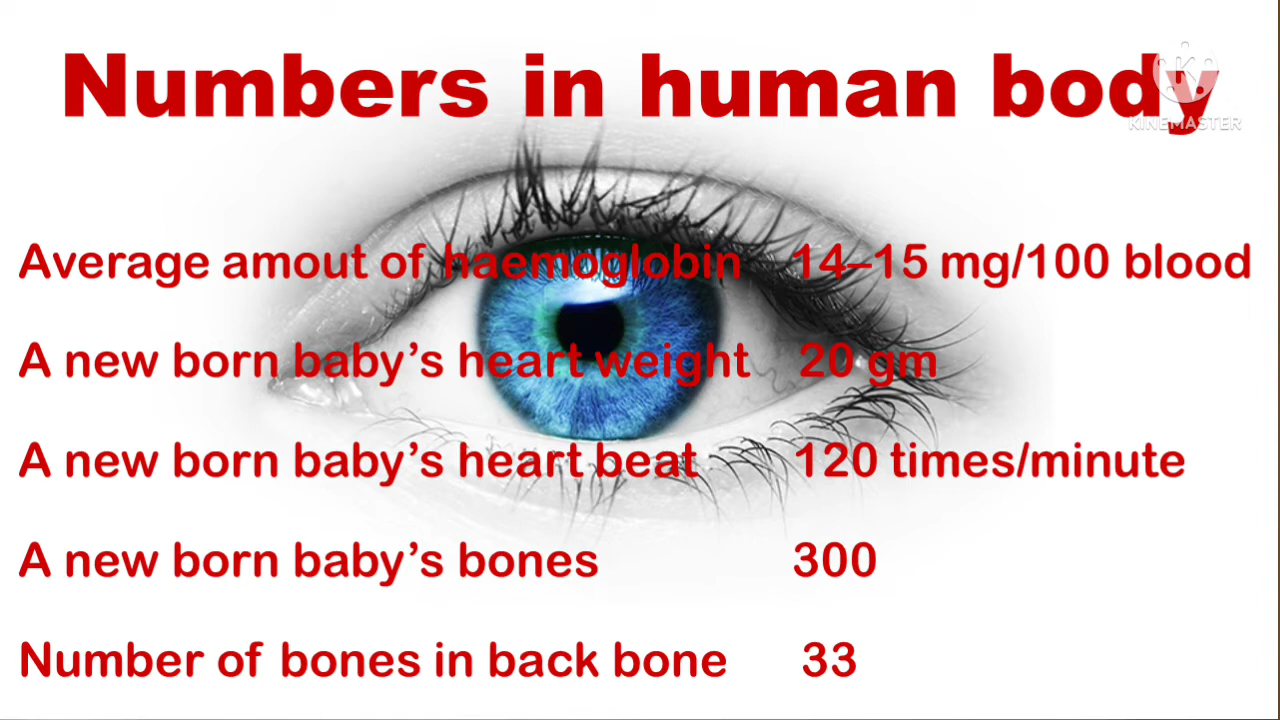 Numbers in human body
KINEMASTER
Average amout of haemoglobin 14–15 mg/100 blood
A new born baby’s heart weight 20 gm
A new born baby’s heart beat 120 times/minute
A new born baby’s bones 300
Number of bones in back bone 33